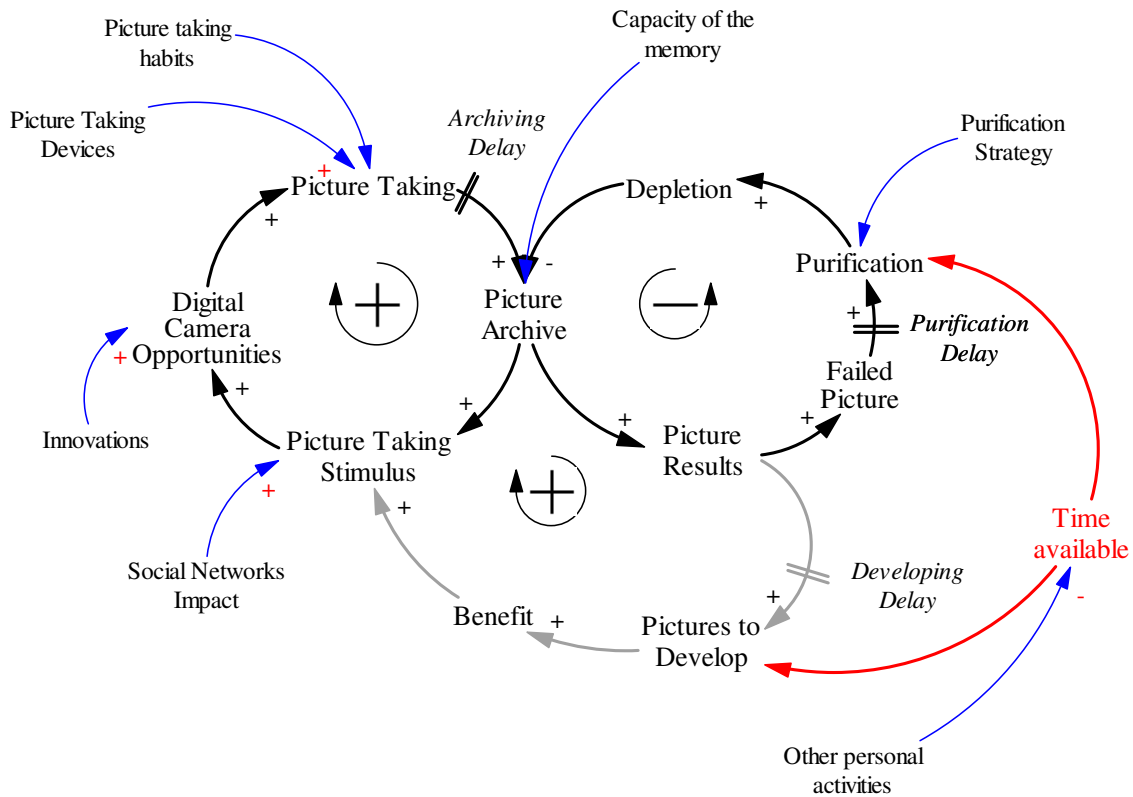 Picture taking
habits
Capacity of the
memory
Picture Taking
Devices
Archiving
Delay
Purification
Strategy
+
Picture Taking
Depletion
+
+
Purification
+
-
Digital
Camera
Opportunities
+
Picture
Archive
+
Purification
Delay
+
-
Failed
Picture
+
+
+
+
Innovations
Picture Taking
Stimulus
Picture
Results
+
+
+
Time
available
Social Networks
Impact
Developing
Delay
+
-
Benefit
+
Pictures to
Develop
Other personal
activities